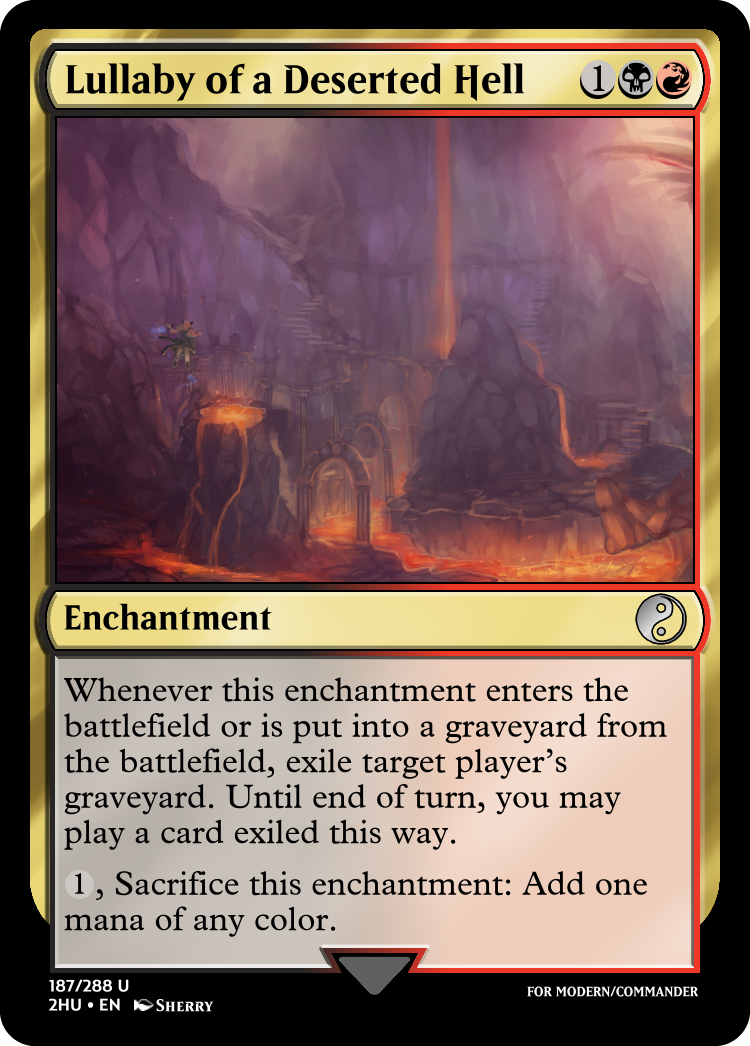 Lullaby of a Deserted Hell 1
Enchantment
Whenever this enchantment enters the
battlefield or is put into a graveyard from
the battlefield, exile target player's
graveyard. Until end of turn, you may
play a card exiled this way.
1, Sacrifice this enchantment: Add one
mana of any color.
187/288 U
2HU • EN Sherry
FOR MODERN/COMMANDER